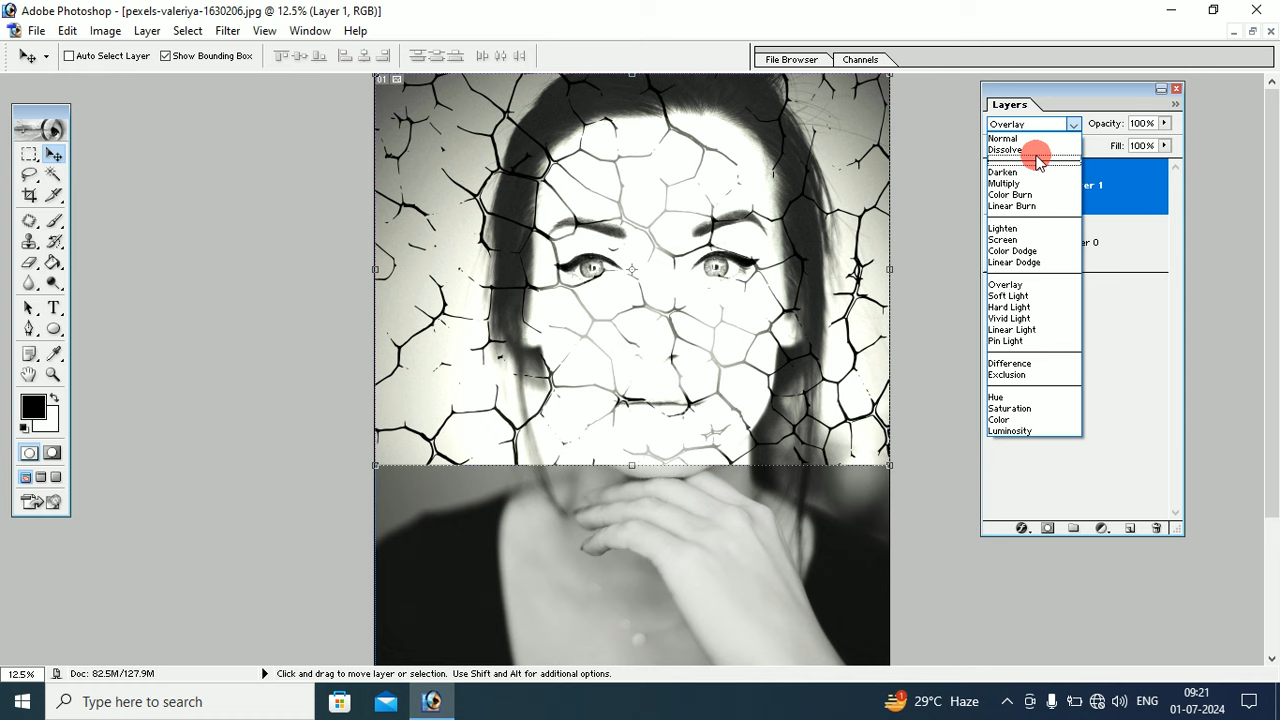 Adobe Photoshop - [pexels-valeriya-1630206.jpg @ 12.5% (Layer 1, RGB)]
File Edit Image Layer Select Filter View Window Help
Auto Select Layer Show Bounding Box File Browser Channels
01
Layers
Overlay Opacity: 100%
Normal
Dissolve Fill: 100%
Darken
Multiply er 1
Color Burn
Linear Burn
Lighten
Screen er 0
Color Dodge
Linear Dodge
Overlay
Soft Light
Hard Light
Vivid Light
Linear Light
Pin Light
Difference
Exclusion
Hue
Saturation
Color
Luminosity
12.5% Doc: 82.5M/127.9M Click and drag to move layer or selection. Use Shift and Alt for additional options.
Type here to search 29°C Haze ENG 09:21
01-07-2024